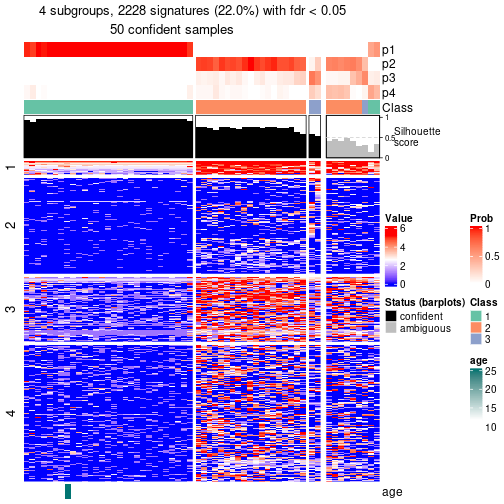 4 subgroups, 2228 signatures (22.0%) with fdr < 0.05
50 confident samples
p1
p2
p3
p4
Class
1
0.5
0
Silhouette
score
1
2
3
4
age
Value
6
4
2
0
Prob
1
0.5
0
Status (barplots)
confident
ambiguous
Class
1
2
3
age
25
20
15
10